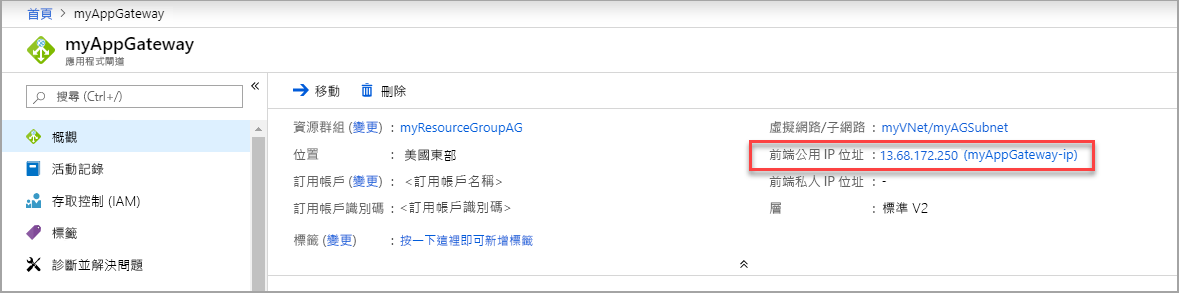 首頁 > myAppGateway
myAppGateway
應用程式閘道
搜尋 (Ctrl+/)
«
概觀
活動記錄
存取控制 (IAM)
標籤
診斷並解決問題
移動 刪除
資源群組 (變更) : myResourceGroupAG
位置 : 美國東部
訂用帳戶 (變更) : <訂用帳戶名稱>
訂用帳戶識別碼 : <訂用帳戶識別碼>
標籤 (變更) : 按一下這裡即可新增標籤
虛擬網路/子網路 : myVNet/myAGSubnet
前端公用 IP 位址 : 13.68.172.250 (myAppGateway-ip)
前端私人 IP 位址 : -
層 : 標準 V2